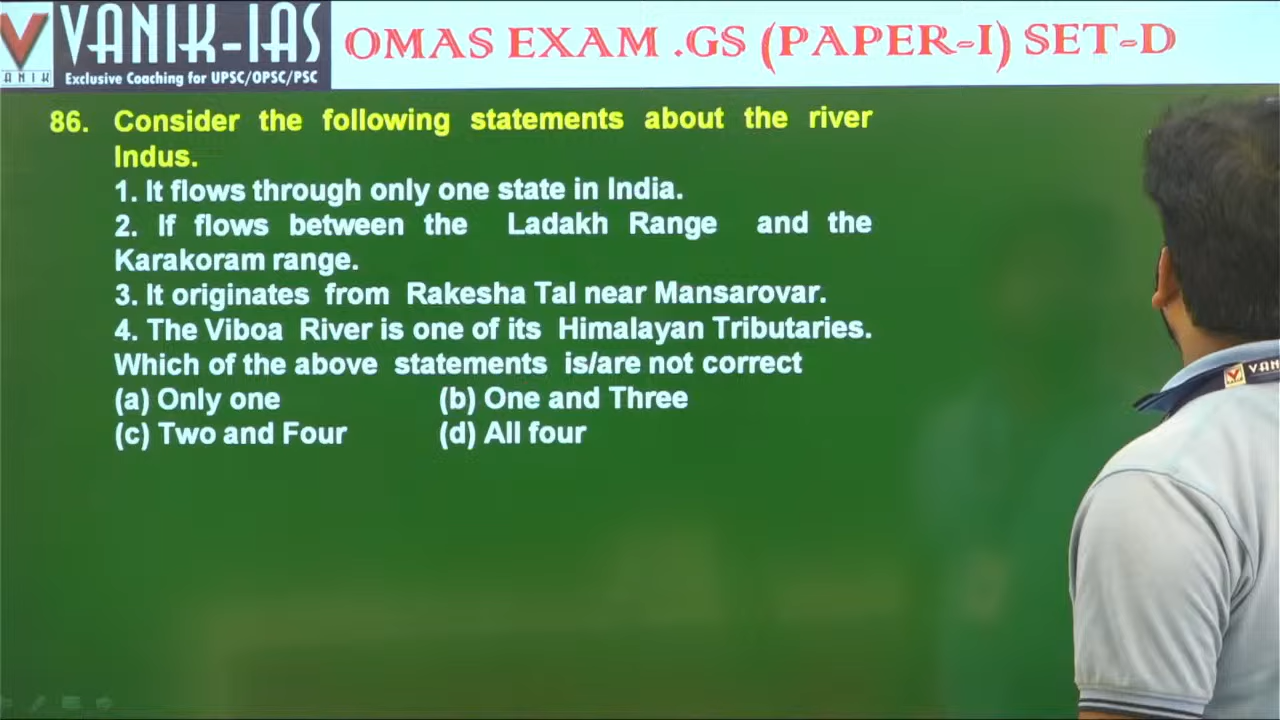 VANIK-IAS
VANIK
Exclusive Coaching for UPSC/OPSC/PSC
OMAS EXAM .GS (PAPER-I) SET-D
86. Consider the following statements about the river
Indus.
1. It flows through only one state in India.
2. If flows between the Ladakh Range and the
Karakoram range.
3. It originates from Rakesha Tal near Mansarovar.
4. The Viboa River is one of its Himalayan Tributaries.
Which of the above statements is/are not correct
(a) Only one (b) One and Three
(c) Two and Four (d) All four
VAN